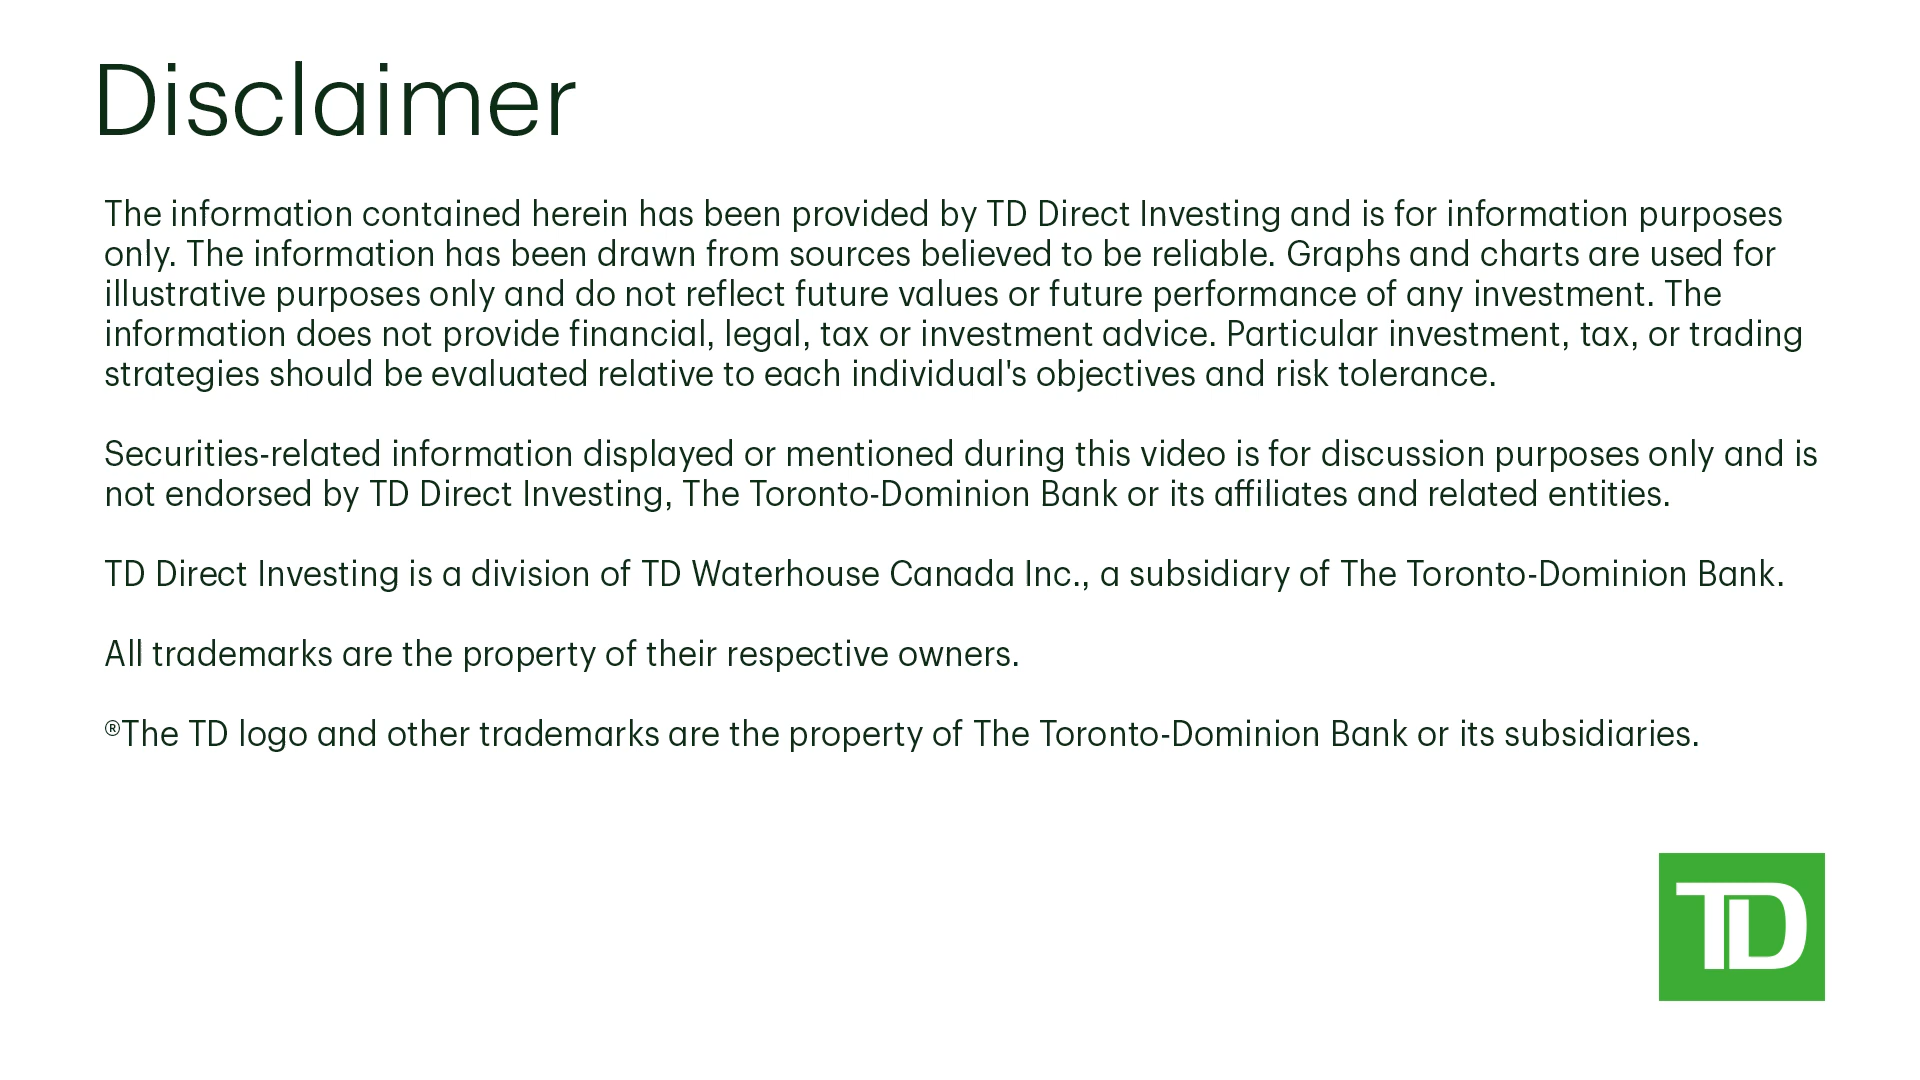 Disclaimer
The information contained herein has been provided by TD Direct Investing and is for information purposes
only. The information has been drawn from sources believed to be reliable. Graphs and charts are used for
illustrative purposes only and do not reflect future values or future performance of any investment. The
information does not provide financial, legal, tax or investment advice. Particular investment, tax, or trading
strategies should be evaluated relative to each individual's objectives and risk tolerance.
Securities-related information displayed or mentioned during this video is for discussion purposes only and is
not endorsed by TD Direct Investing, The Toronto-Dominion Bank or its affiliates and related entities.
TD Direct Investing is a division of TD Waterhouse Canada Inc., a subsidiary of The Toronto-Dominion Bank.
All trademarks are the property of their respective owners.
®The TD logo and other trademarks are the property of The Toronto-Dominion Bank or its subsidiaries.
TD